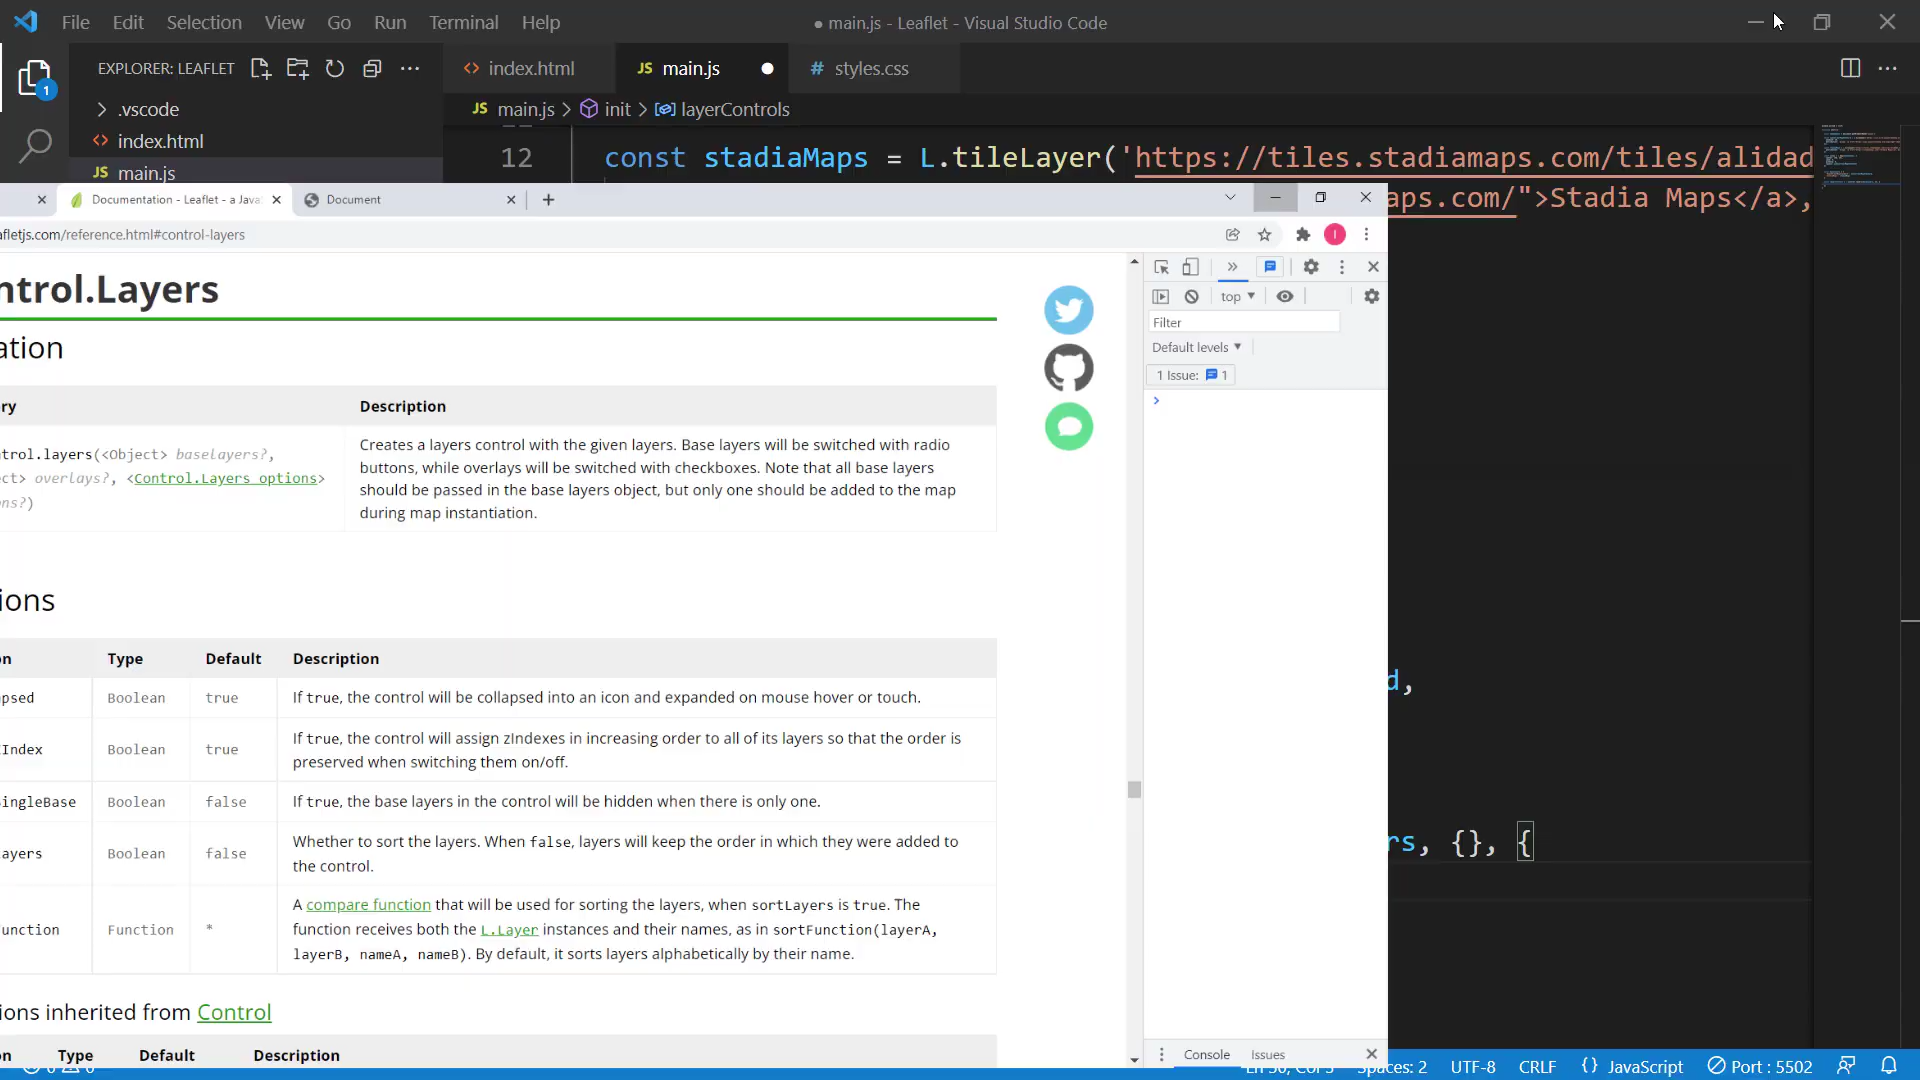 File Edit Selection View Go Run Terminal Help
● main.js - Leaflet - Visual Studio Code
EXPLORER: LEAFLET
index.html
main.js
styles.css
1
.vscode
index.html
main.js
main.js > init > layerControls
12 const stadiaMaps = L.tileLayer('https://tiles.stadiamaps.com/tiles/alidad
aps.com/">Stadia Maps</a>,
Documentation - Leaflet - a Java
Document
afletjs.com/reference.html#control-layers
I
ntrol.Layers
ation
ry Description
ntrol.layers(<Object> baselayers?,
ect> overlays?, <Control.Layers options>
ns?)
Creates a layers control with the given layers. Base layers will be switched with radio
buttons, while overlays will be switched with checkboxes. Note that all base layers
should be passed in the base layers object, but only one should be added to the map
during map instantiation.
ions
on Type Default Description
psed Boolean true If true, the control will be collapsed into an icon and expanded on mouse hover or touch.
Index Boolean true If true, the control will assign zIndexes in increasing order to all of its layers so that the order is
preserved when switching them on/off.
ingleBase Boolean false If true, the base layers in the control will be hidden when there is only one.
ayers Boolean false Whether to sort the layers. When false, layers will keep the order in which they were added to
the control.
unction Function * A compare function that will be used for sorting the layers, when sortLayers is true. The
function receives both the L.Layer instances and their names, as in sortFunction(layerA,
layerB, nameA, nameB). By default, it sorts layers alphabetically by their name.
ions inherited from Control
on Type Default Description
top
Filter
Default levels
1 Issue: 1
Console Issues
d,
rs, {}, {
Spaces: 2 UTF-8 CRLF {} JavaScript Port : 5502